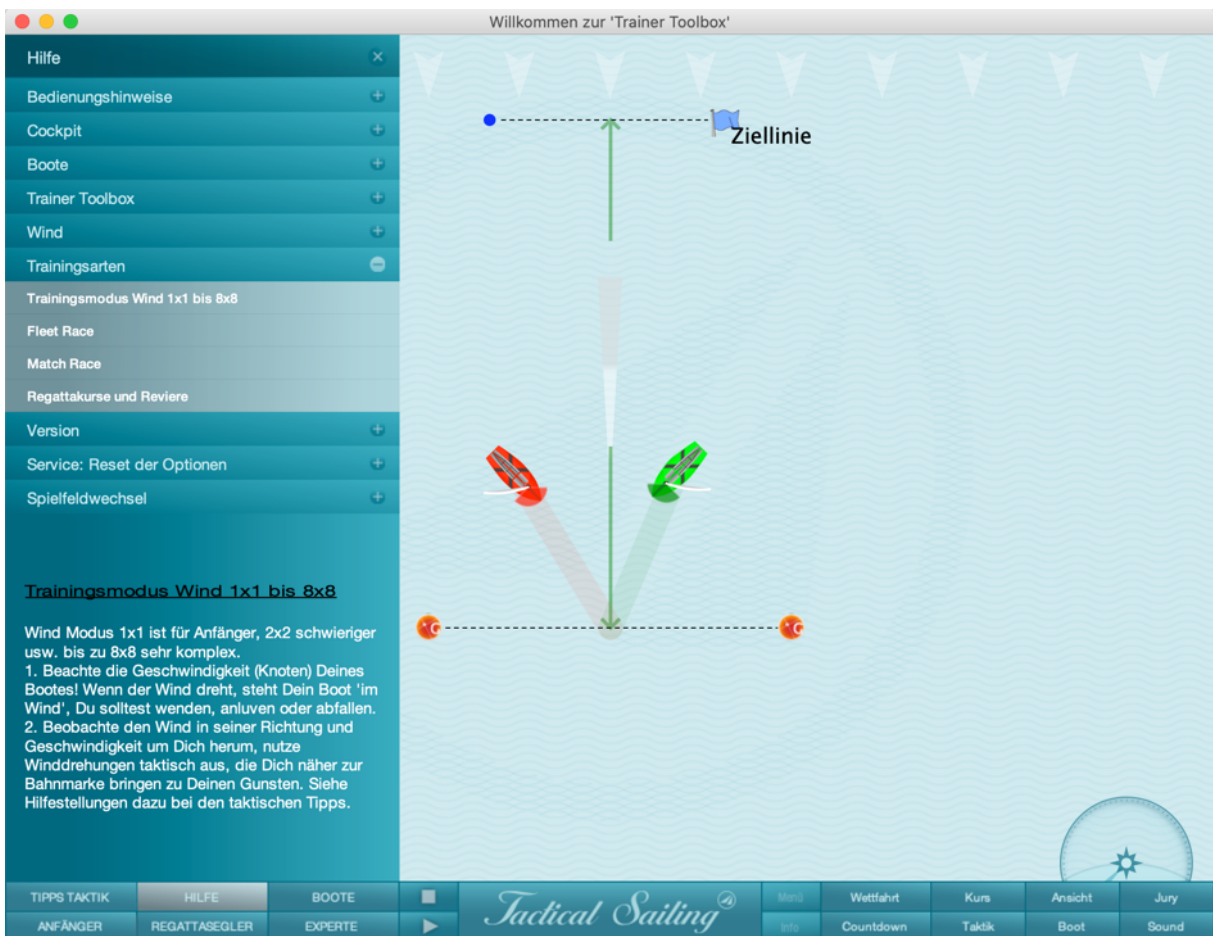 Willkommen zur 'Trainer Toolbox'
Hilfe
Bedienungshinweise
Cockpit
Boote
Trainer Toolbox
Wind
Trainingsarten
Trainingsmodus Wind 1x1 bis 8x8
Fleet Race
Match Race
Regattakurse und Reviere
Version
Service: Reset der Optionen
Spielfeldwechsel
Trainingsmodus Wind 1x1 bis 8x8
Wind Modus 1x1 ist für Anfänger, 2x2 schwieriger
usw. bis zu 8x8 sehr komplex.
1. Beachte die Geschwindigkeit (Knoten) Deines
Bootes! Wenn der Wind dreht, steht Dein Boot 'im
Wind', Du solltest wenden, anluven oder abfallen.
2. Beobachte den Wind in seiner Richtung und
Geschwindigkeit um Dich herum, nutze
Winddrehungen taktisch aus, die Dich näher zur
Bahnmarke bringen zu Deinen Gunsten. Siehe
Hilfestellungen dazu bei den taktischen Tipps.
Ziellinie
TIPPS TAKTIK HILFE BOOTE
ANFÄNGER REGATTASEGLER EXPERTE
Tactical Sailing
Menü Wettfahrt Kurs Ansicht Jury
Info Countdown Taktik Boot Sound